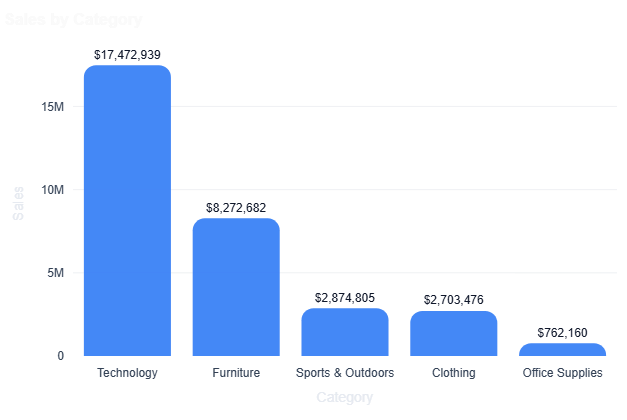 Sales by Category
$17,472,939
$8,272,682
$2,874,805
$2,703,476
$762,160
15M
10M
5M
0
Sales
Technology
Furniture
Sports & Outdoors
Clothing
Office Supplies
Category